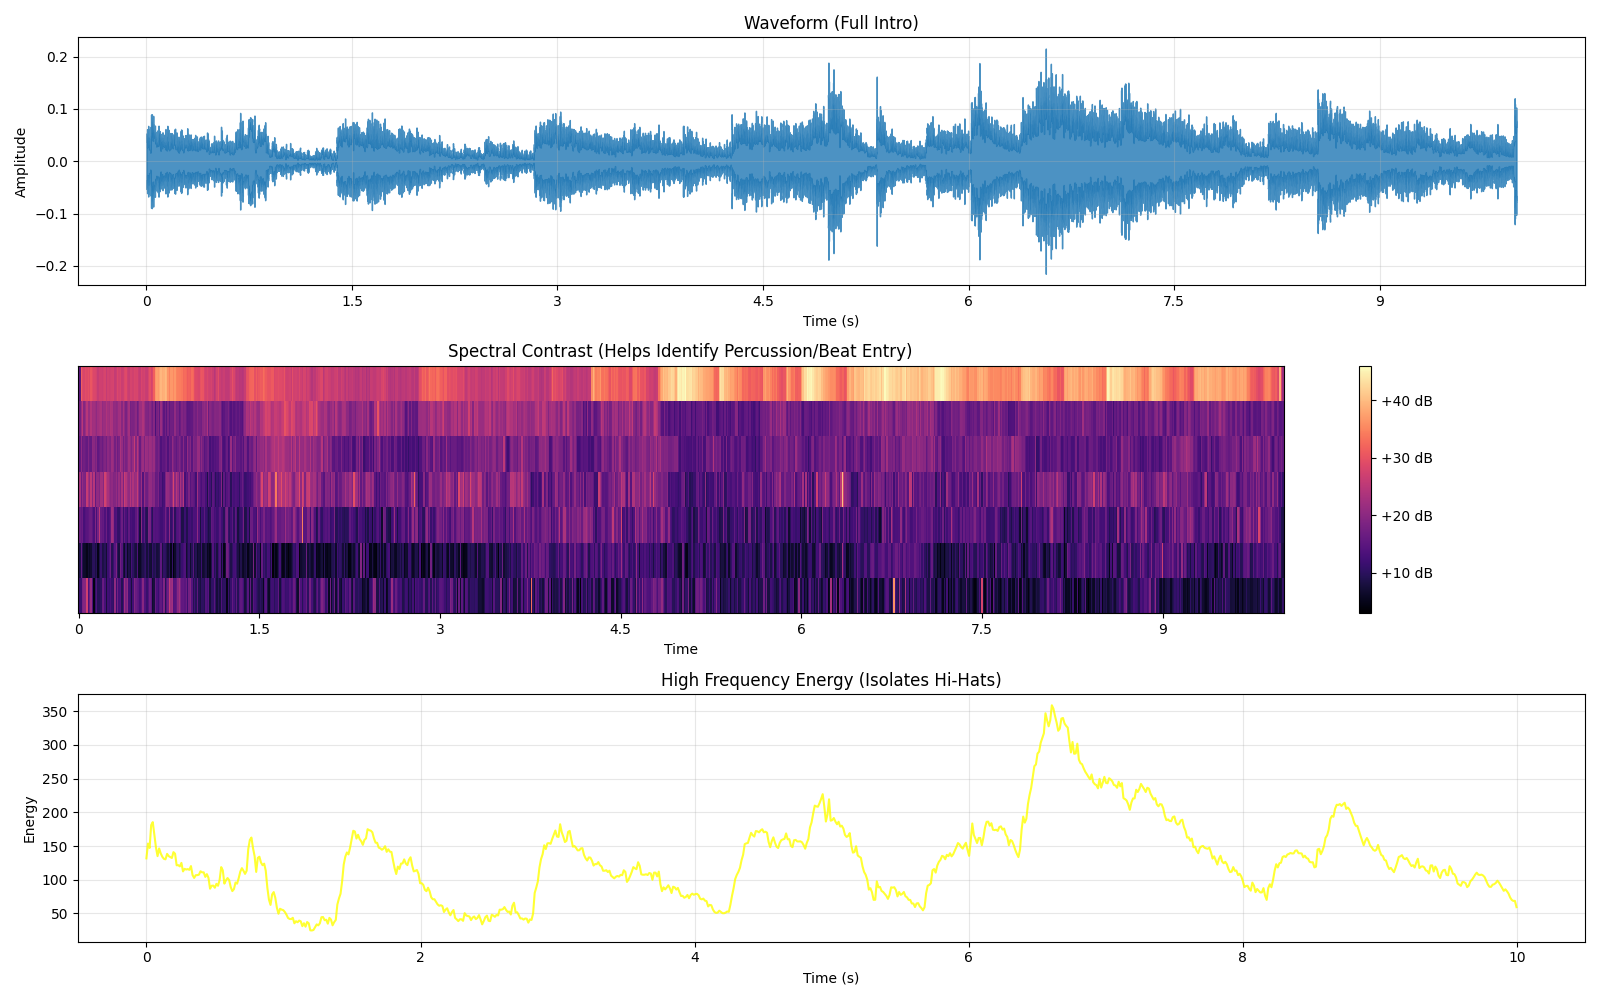 Waveform (Full Intro)
Amplitude
0.2
0.1
0.0
−0.1
−0.2
0 1.5 3 4.5 6 7.5 9
Time (s)
Spectral Contrast (Helps Identify Percussion/Beat Entry)
+40 dB
+30 dB
+20 dB
+10 dB
0 1.5 3 4.5 6 7.5 9
Time
High Frequency Energy (Isolates Hi-Hats)
Energy
350
300
250
200
150
100
50
0 2 4 6 8 10
Time (s)